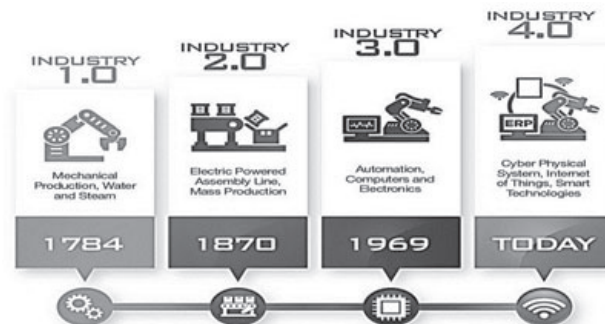 INDUSTRY
1.0
Mechanical
Production, Water
and Steam
1784
INDUSTRY
2.0
Electric Powered
Assembly Line,
Mass Production
1870
INDUSTRY
3.0
Automation,
Computers and
Electronics
1969
INDUSTRY
4.0
ERP
Cyber Physical
System, Internet
of Things, Smart
Technologies
TODAY